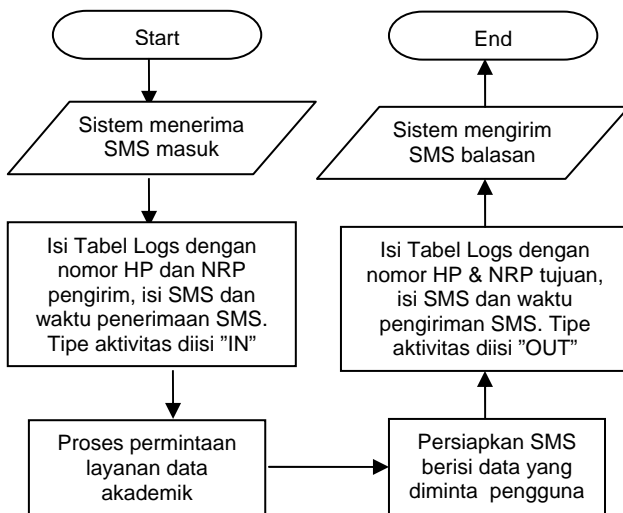 Start
Sistem menerima
SMS masuk
Isi Tabel Logs dengan
nomor HP dan NRP
pengirim, isi SMS dan
waktu penerimaan SMS.
Tipe aktivitas diisi ”IN”
Proses permintaan
layanan data
akademik
Persiapkan SMS
berisi data yang
diminta pengguna
Isi Tabel Logs dengan
nomor HP & NRP tujuan,
isi SMS dan waktu
pengiriman SMS. Tipe
aktivitas diisi ”OUT”
Sistem mengirim
SMS balasan
End